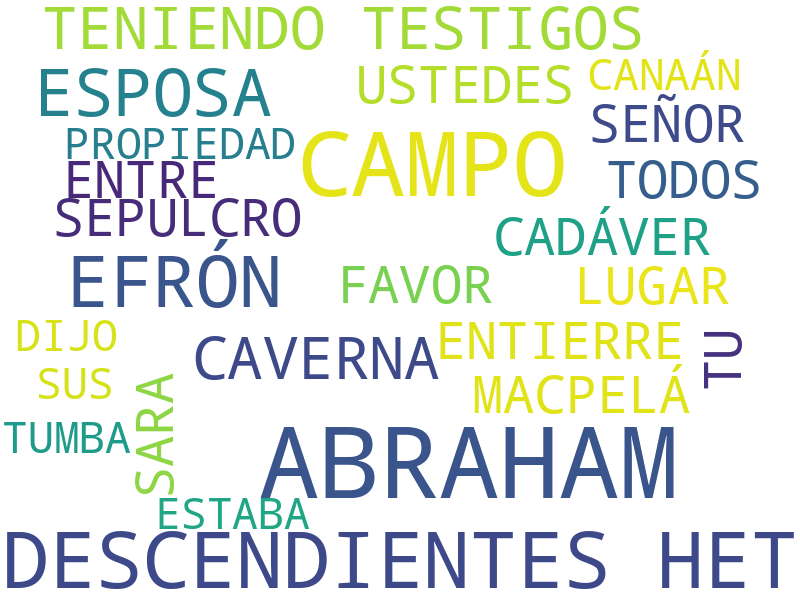 TENIENDO TESTIGOS
ESPOSA
USTEDES
CANAÁN
SEÑOR
PROPIEDAD
CAMPO
ENTRE
TODOS
SEPULCRO
CADÁVER
EFRÓN
FAVOR
LUGAR
DIJO
CAVERNA
ENTIERRE
TU
SUS
MACPELÁ
SARA
TUMBA
ABRAHAM
ESTABA
DESCENDIENTES HET